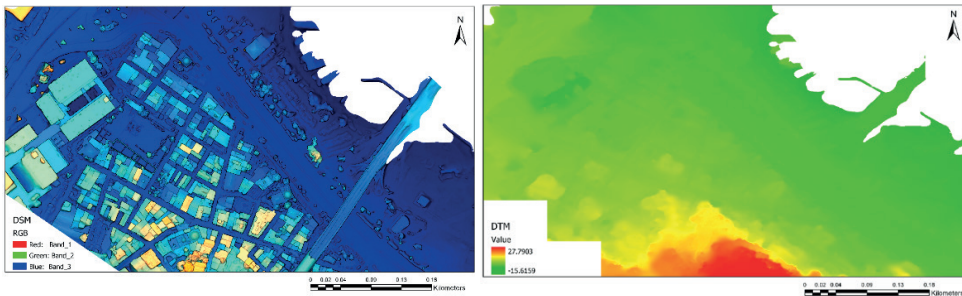 N
DSM
RGB
Red: Band_1
Green: Band_2
Blue: Band_3
0 0.02 0.04 0.09 0.13 0.18
Kilometers
N
DTM
Value
27.7903
-15.6159
0 0.02 0.04 0.09 0.13 0.18
Kilometers